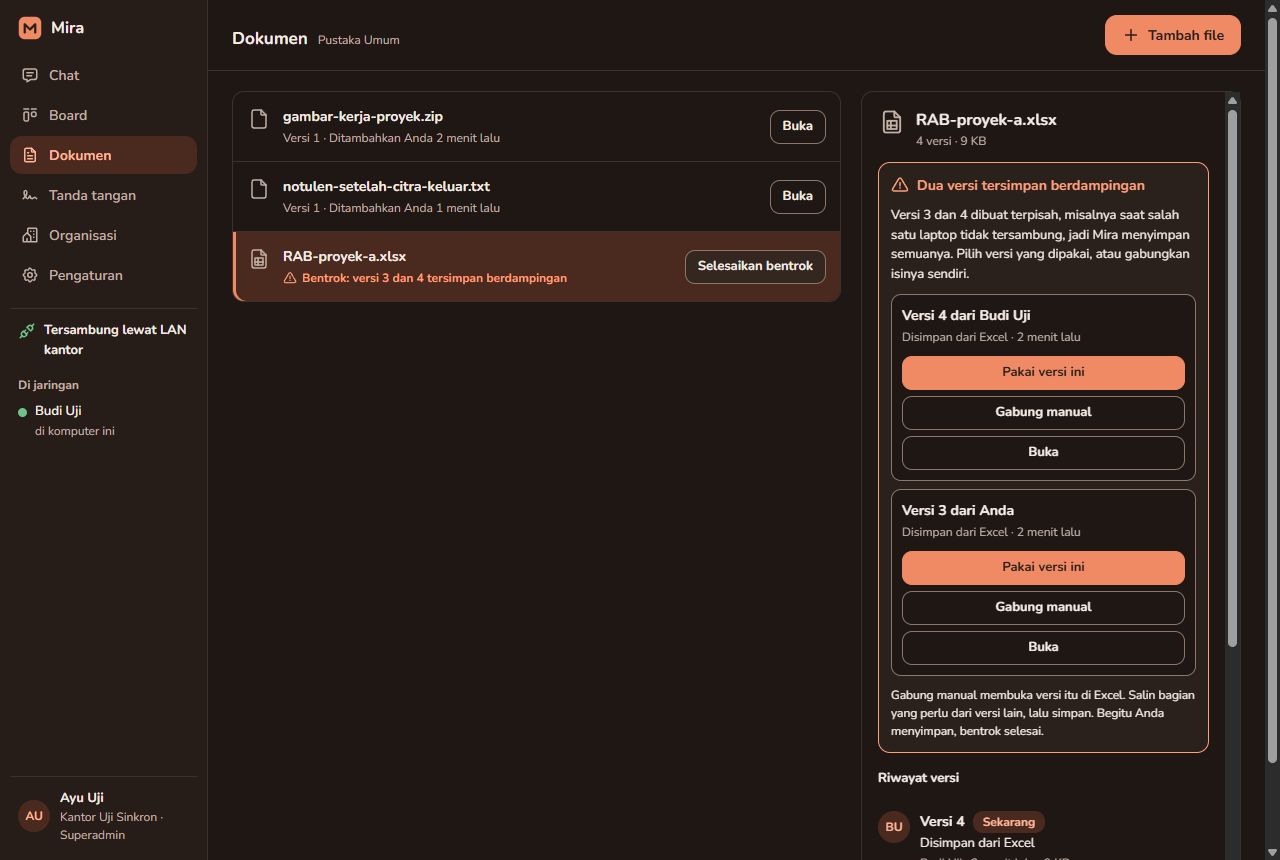 M Mira
Chat
Board
Dokumen
Tanda tangan
Organisasi
Pengaturan
Tersambung lewat LAN
kantor
Di jaringan
Budi Uji
di komputer ini
AU
Ayu Uji
Kantor Uji Sinkron ·
Superadmin
Dokumen Pustaka Umum
+ Tambah file
gambar-kerja-proyek.zip
Versi 1 · Ditambahkan Anda 2 menit lalu
Buka
notulen-setelah-citra-keluar.txt
Versi 1 · Ditambahkan Anda 1 menit lalu
Buka
RAB-proyek-a.xlsx
Bentrok: versi 3 dan 4 tersimpan berdampingan
Selesaikan bentrok
RAB-proyek-a.xlsx
4 versi · 9 KB
Dua versi tersimpan berdampingan
Versi 3 dan 4 dibuat terpisah, misalnya saat salah
satu laptop tidak tersambung, jadi Mira menyimpan
semuanya. Pilih versi yang dipakai, atau gabungkan
isinya sendiri.
Versi 4 dari Budi Uji
Disimpan dari Excel · 2 menit lalu
Pakai versi ini
Gabung manual
Buka
Versi 3 dari Anda
Disimpan dari Excel · 2 menit lalu
Pakai versi ini
Gabung manual
Buka
Gabung manual membuka versi itu di Excel. Salin bagian
yang perlu dari versi lain, lalu simpan. Begitu Anda
menyimpan, bentrok selesai.
Riwayat versi
BU
Versi 4 Sekarang
Disimpan dari Excel